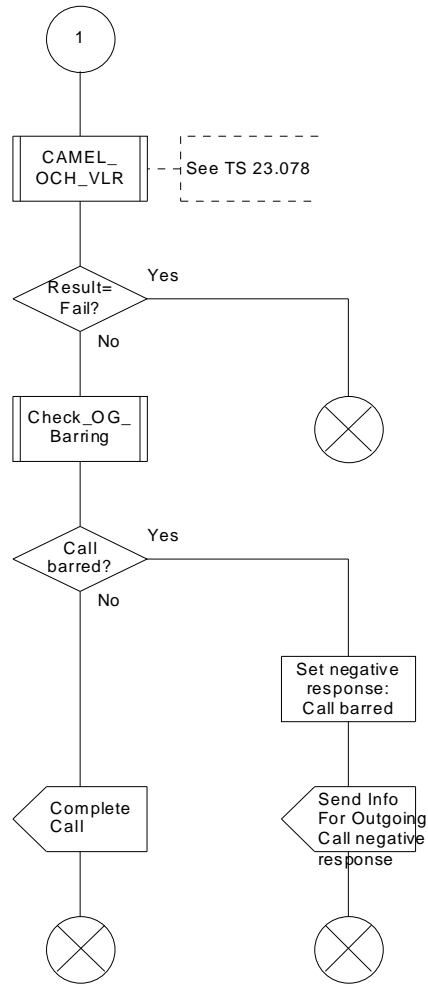 1
CAMEL_
OCH_VLR
See TS 23.078
Result=
Fail?
Yes
No
Check_OG_
Barring
Call
barred?
Yes
No
Set negative
response:
Call barred
Complete
Call
Send Info
For Outgoing
Call negative
response